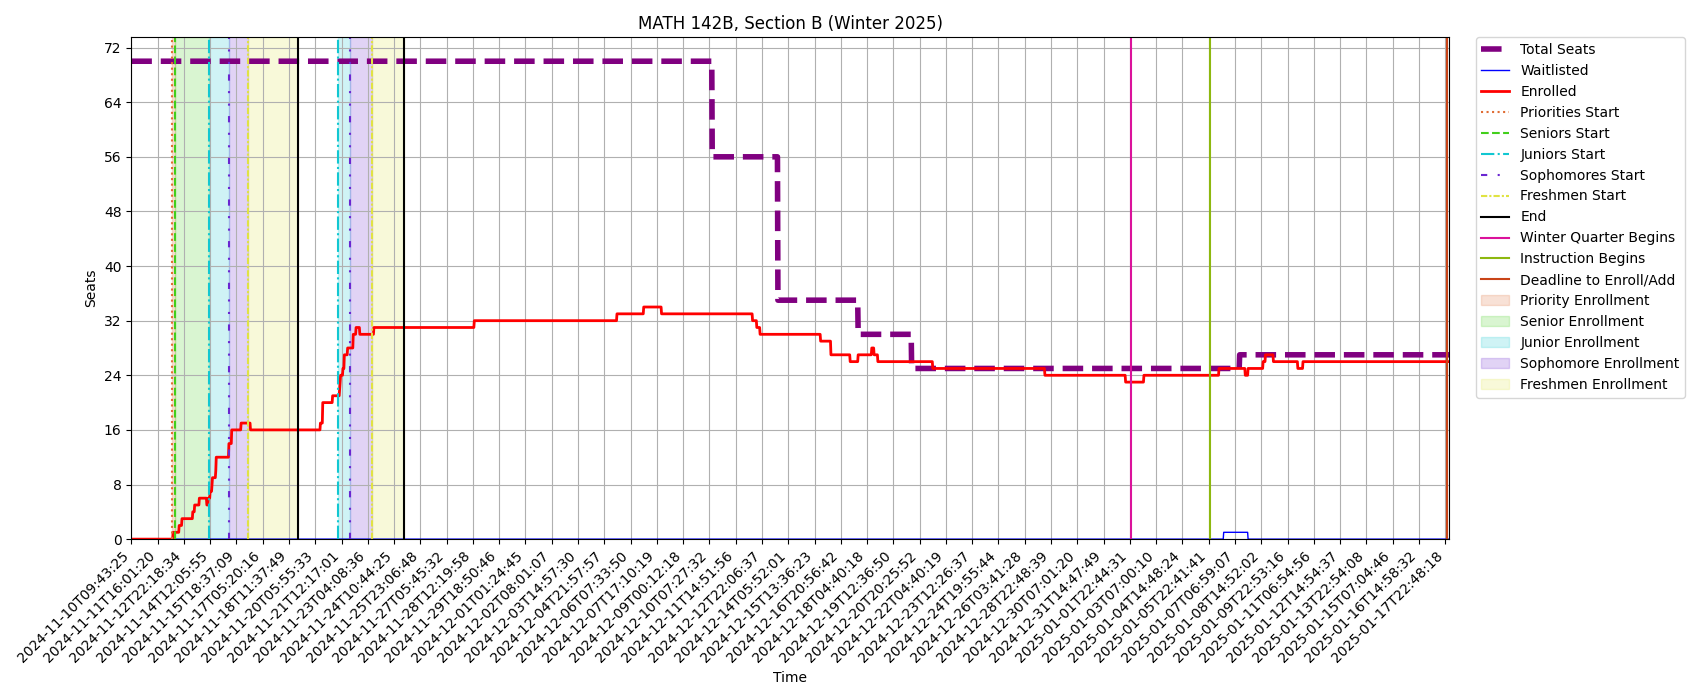 MATH 142B, Section B (Winter 2025)
Seats
72
64
56
48
40
32
24
16
8
0
2024-11-10T09:43:25
2024-11-11T16:01:20
2024-11-12T22:18:34
2024-11-14T12:05:55
2024-11-15T18:37:09
2024-11-17T05:20:16
2024-11-18T11:37:49
2024-11-20T05:55:33
2024-11-21T12:17:01
2024-11-23T04:08:36
2024-11-24T10:44:25
2024-11-25T23:06:48
2024-11-27T05:45:32
2024-11-28T12:19:50
2024-11-29T18:50:46
2024-12-01T01:24:45
2024-12-02T08:01:07
2024-12-03T14:57:30
2024-12-04T21:57:57
2024-12-06T07:33:50
2024-12-07T17:10:19
2024-12-09T00:12:18
2024-12-10T07:27:32
2024-12-11T14:51:56
2024-12-12T22:06:37
2024-12-14T05:52:01
2024-12-15T13:36:23
2024-12-16T20:56:42
2024-12-18T04:40:18
2024-12-19T12:36:50
2024-12-20T20:25:52
2024-12-22T04:40:19
2024-12-23T12:26:37
2024-12-24T19:55:44
2024-12-26T03:41:28
2024-12-28T22:48:39
2024-12-30T07:01:20
2024-12-31T14:47:49
2025-01-01T22:44:31
2025-01-03T07:00:10
2025-01-04T14:48:24
2025-01-05T22:41:41
2025-01-07T06:59:07
2025-01-08T14:52:02
2025-01-09T22:53:16
2025-01-11T06:54:56
2025-01-12T14:54:37
2025-01-13T22:54:08
2025-01-15T07:04:46
2025-01-16T14:58:32
2025-01-17T22:48:18
Time
Total Seats
Waitlisted
Enrolled
Priorities Start
Seniors Start
Juniors Start
Sophomores Start
Freshmen Start
End
Winter Quarter Begins
Instruction Begins
Deadline to Enroll/Add
Priority Enrollment
Senior Enrollment
Junior Enrollment
Sophomore Enrollment
Freshmen Enrollment